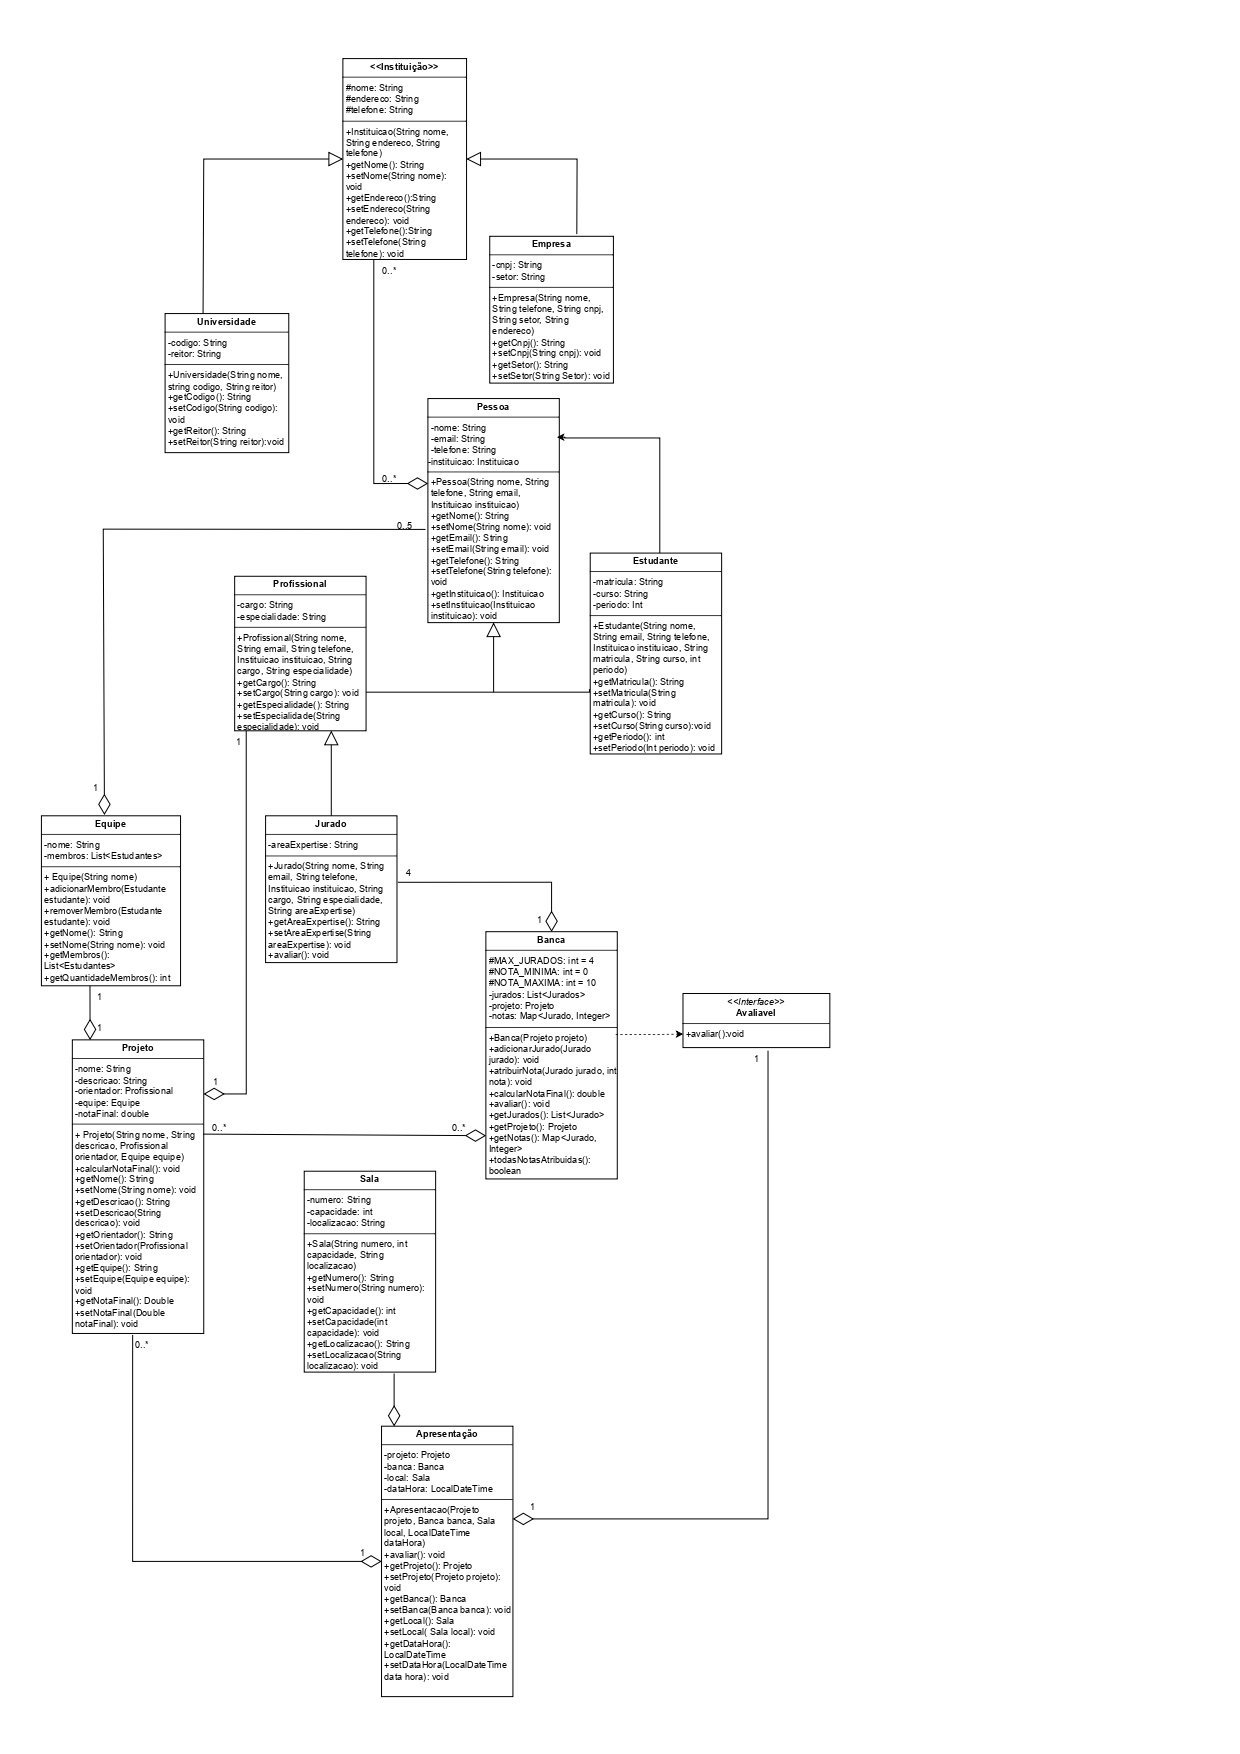 <<Instituição>>
#nome: String
#endereco: String
#telefone: String
+Instituicao(String nome,
String endereco, String
telefone)
+getNome(): String
+setNome(String nome):
void
+getEndereco():String
+setEndereco(String
endereco): void
+getTelefone():String
+setTelefone(String
telefone): void
0..*
Empresa
-cnpj: String
-setor: String
+Empresa(String nome,
String telefone, String cnpj,
String setor, String
endereco)
+getCnpj(): String
+setCnpj(String cnpj): void
+getSetor(): String
+setSetor(String Setor): void
Universidade
-codigo: String
-reitor: String
+Universidade(String nome,
string codigo, String reitor)
+getCodigo(): String
+setCodigo(String codigo):
void
+getReitor(): String
+setReitor(String reitor):void
Pessoa
-nome: String
-email: String
-telefone: String
-instituicao: Instituicao
+Pessoa(String nome, String
telefone, String email,
Instituicao instituicao)
+getNome(): String
+setNome(String nome): void
+getEmail(): String
+setEmail(String email): void
+getTelefone(): String
+setTelefone(String telefone):
void
+getInstituicao(): Instituicao
+setInstituicao(Instituicao
instituicao): void
0..*
0..5
Estudante
-matricula: String
-curso: String
-periodo: Int
+Estudante(String nome,
String email, String telefone,
Instituicao instituicao, String
matricula, String curso, int
periodo)
+getMatricula(): String
+setMatricula(String
matricula): void
+getCurso(): String
+setCurso(String curso):void
+getPeriodo(): int
+setPeriodo(Int periodo): void
Profissional
-cargo: String
-especialidade: String
+Profissional(String nome,
String email, String telefone,
Instituicao instituicao, String
cargo, String especialidade)
+getCargo(): String
+setCargo(String cargo): void
+getEspecialidade(): String
+setEspecialidade(String
especialidade): void
1
1
Equipe
-nome: String
-membros: List<Estudantes>
+ Equipe(String nome)
+adicionarMembro(Estudante
estudante): void
+removerMembro(Estudante
estudante): void
+getNome(): String
+setNome(String nome): void
+getMembros():
List<Estudantes>
+getQuantidadeMembros(): int
1
1
Jurado
-areaExpertise: String
+Jurado(String nome, String
email, String telefone,
Instituicao instituicao, String
cargo, String especialidade,
String areaExpertise)
+getAreaExpertise(): String
+setAreaExpertise(String
areaExpertise): void
+avaliar(): void
4
1
Banca
#MAX_JURADOS: int = 4
#NOTA_MINIMA: int = 0
#NOTA_MAXIMA: int = 10
-jurados: List<Jurados>
-projeto: Projeto
-notas: Map<Jurado, Integer>
+Banca(Projeto projeto)
+adicionarJurado(Jurado
jurado): void
+atribuirNota(Jurado jurado, int
nota): void
+calcularNotaFinal(): double
+avaliar(): void
+getJurados(): List<Jurado>
+getProjeto(): Projeto
+getNotas(): Map<Jurado,
Integer>
+todasNotasAtribuidas():
boolean
<<Interface>>
Avaliavel
+avaliar():void
1
Projeto
-nome: String
-descricao: String
-orientador: Profissional
-equipe: Equipe
-notaFinal: double
+ Projeto(String nome, String
descricao, Profissional
orientador, Equipe equipe)
+calcularNotaFinal(): void
+getNome(): String
+setNome(String nome): void
+getDescricao(): String
+setDescricao(String
descricao): void
+getOrientador(): String
+setOrientador(Profissional
orientador): void
+getEquipe(): String
+setEquipe(Equipe equipe):
void
+getNotaFinal(): Double
+setNotaFinal(Double
notaFinal): void
1
0..*
0..*
0..*
Sala
-numero: String
-capacidade: int
-localizacao: String
+Sala(String numero, int
capacidade, String
localizacao)
+getNumero(): String
+setNumero(String numero):
void
+getCapacidade(): int
+setCapacidade(int
capacidade): void
+getLocalizacao(): String
+setLocalizacao(String
localizacao): void
Apresentação
-projeto: Projeto
-banca: Banca
-local: Sala
-dataHora: LocalDateTime
+Apresentacao(Projeto
projeto, Banca banca, Sala
local, LocalDateTime
dataHora)
+avaliar(): void
+getProjeto(): Projeto
+setProjeto(Projeto projeto):
void
+getBanca(): Banca
+setBanca(Banca banca): void
+getLocal(): Sala
+setLocal( Sala local): void
+getDataHora():
LocalDateTime
+setDataHora(LocalDateTime
data hora): void
1
1